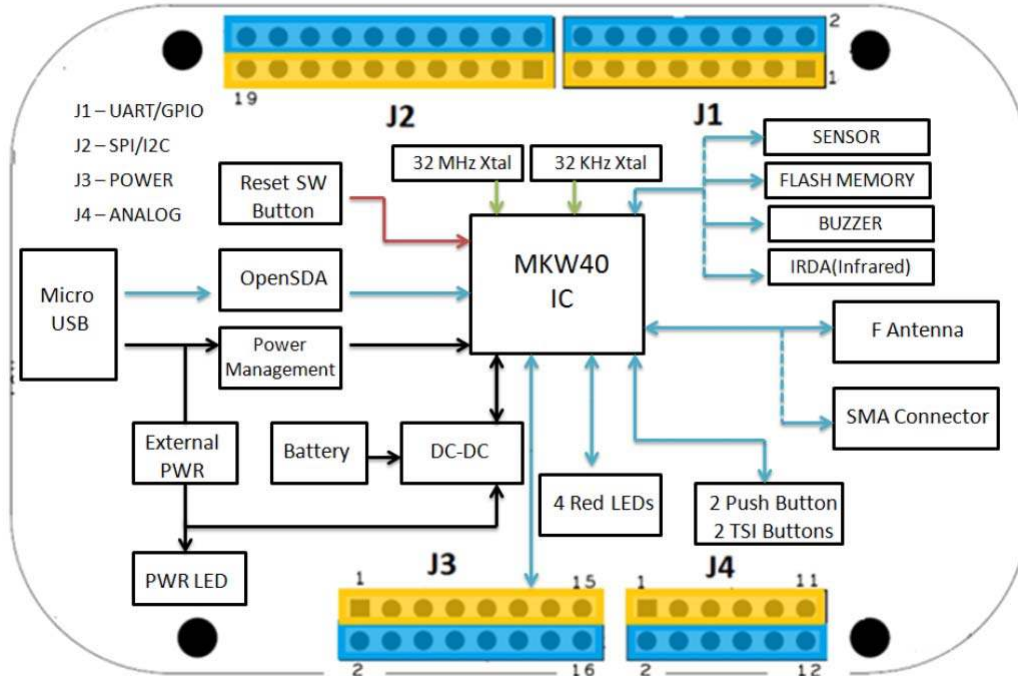 2
19
1
J2
J1
J1 – UART/GPIO
J2 – SPI/I2C
J3 – POWER
J4 – ANALOG
32 MHz Xtal
32 KHz Xtal
SENSOR
FLASH MEMORY
BUZZER
IRDA(Infrared)
Reset SW
Button
MKW40
IC
Micro
USB
OpenSDA
Power
Management
F Antenna
SMA Connector
External
PWR
Battery
DC-DC
4 Red LEDs
2 Push Button
2 TSI Buttons
PWR LED
J3
J4
1
15
1
11
2
16
2
12